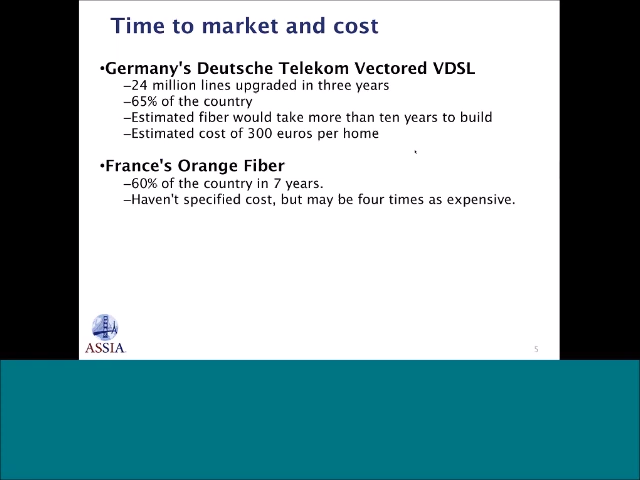 Time to market and cost
•Germany's Deutsche Telekom Vectored VDSL
–24 million lines upgraded in three years
–65% of the country
–Estimated fiber would take more than ten years to build
–Estimated cost of 300 euros per home
•France's Orange Fiber
–60% of the country in 7 years.
–Haven't specified cost, but may be four times as expensive.
ASSIA
5